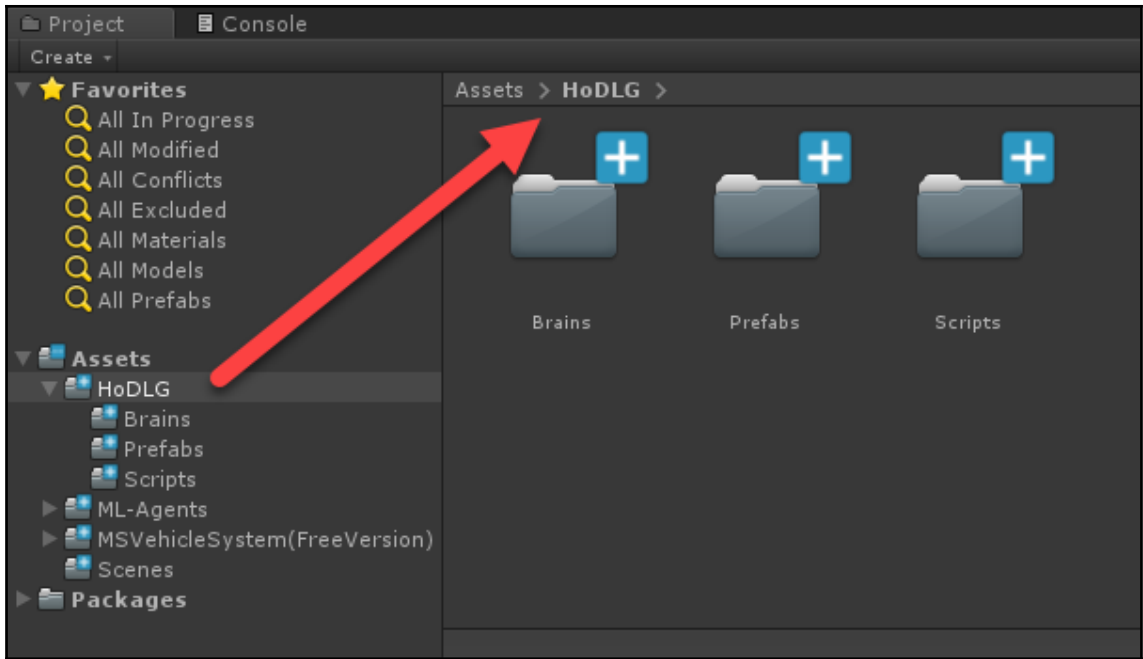 Project
Console
Create
Favorites
All In Progress
All Modified
All Conflicts
All Excluded
All Materials
All Models
All Prefabs
Assets
HoDLG
Brains
Prefabs
Scripts
ML-Agents
MSVehicleSystem(FreeVersion)
Scenes
Packages
Assets > HoDLG >
Brains
Prefabs
Scripts